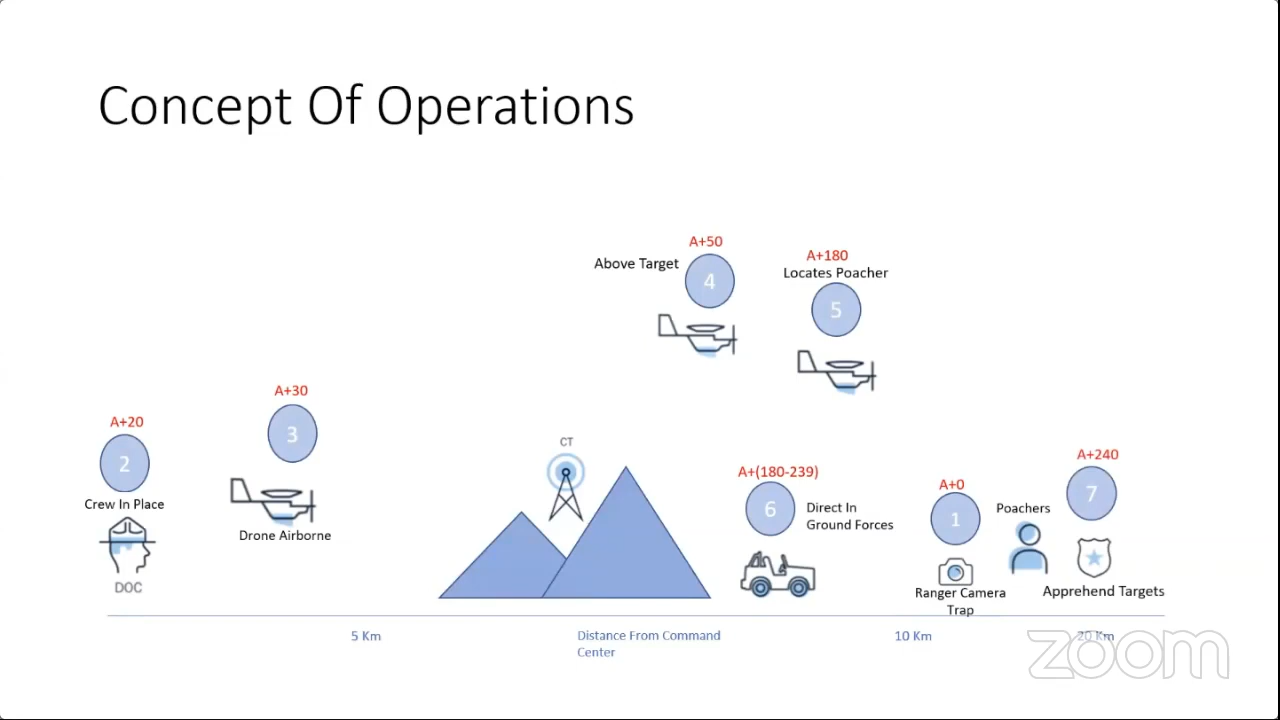 Concept Of Operations
A+50
Above Target
4
A+180
Locates Poacher
5
A+30
3
Drone Airborne
A+20
2
Crew In Place
DOC
CT
A+(180-239)
6
Direct In
Ground Forces
A+0
1
Ranger Camera
Trap
Poachers
A+240
7
Apprehend Targets
5 Km
Distance From Command
Center
10 Km
20 Km
zoom